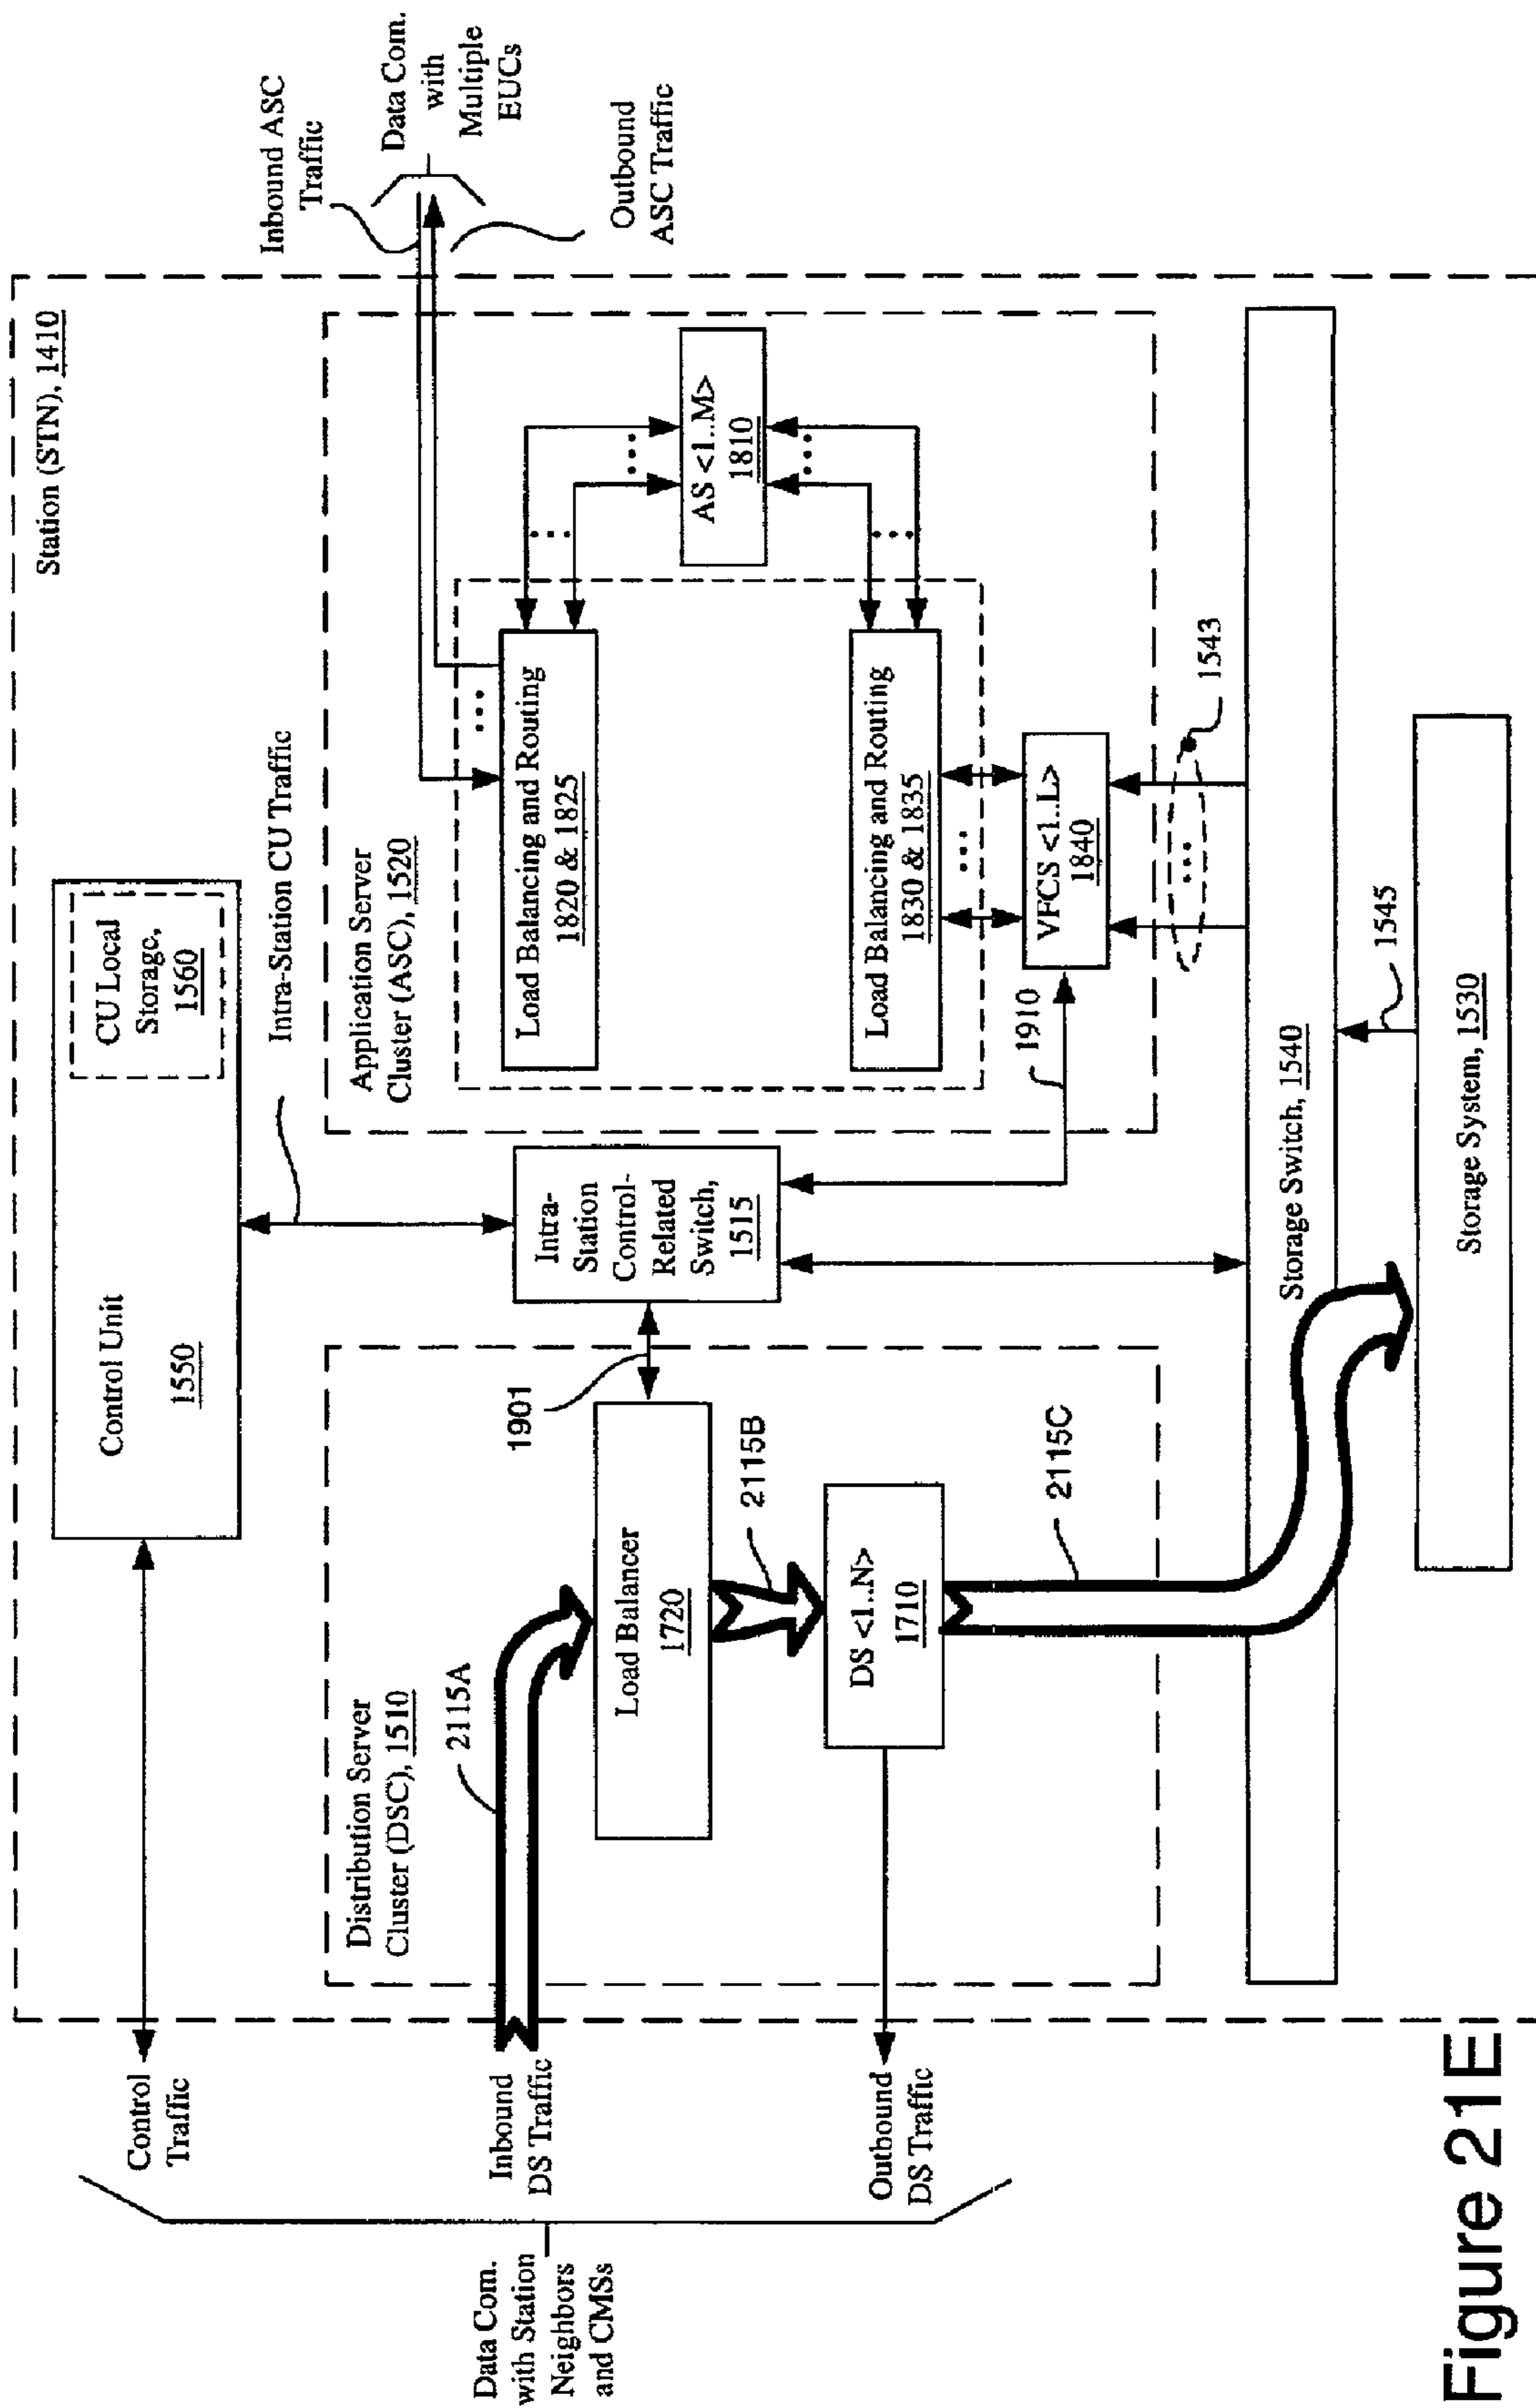 Station (STN), 1410
Control
Traffic
Control Unit
1550
CU Local
Storage,
1560
Intra-Station CU Traffic
Inbound ASC
Traffic
Data Com.
with
Multiple
EUCs
Outbound
ASC Traffic
Data Com.
with Station
Neighbors
and CMSs
Inbound
DS Traffic
Outbound
DS Traffic
Distribution Server
Cluster (DSC), 1510
2115A
Load Balancer
1720
1901
2115B
DS <1..N>
1710
2115C
Intra-
Station
Control-
Related
Switch,
1515
Application Server
Cluster (ASC), 1520
Load Balancing and Routing
1820 & 1825
...
...
...
AS <1..M>
1810
...
...
Load Balancing and Routing
1830 & 1835
...
1910
VFCS <1..L>
1840
...
1543
Storage Switch, 1540
1545
Storage System, 1530
Figure 21E